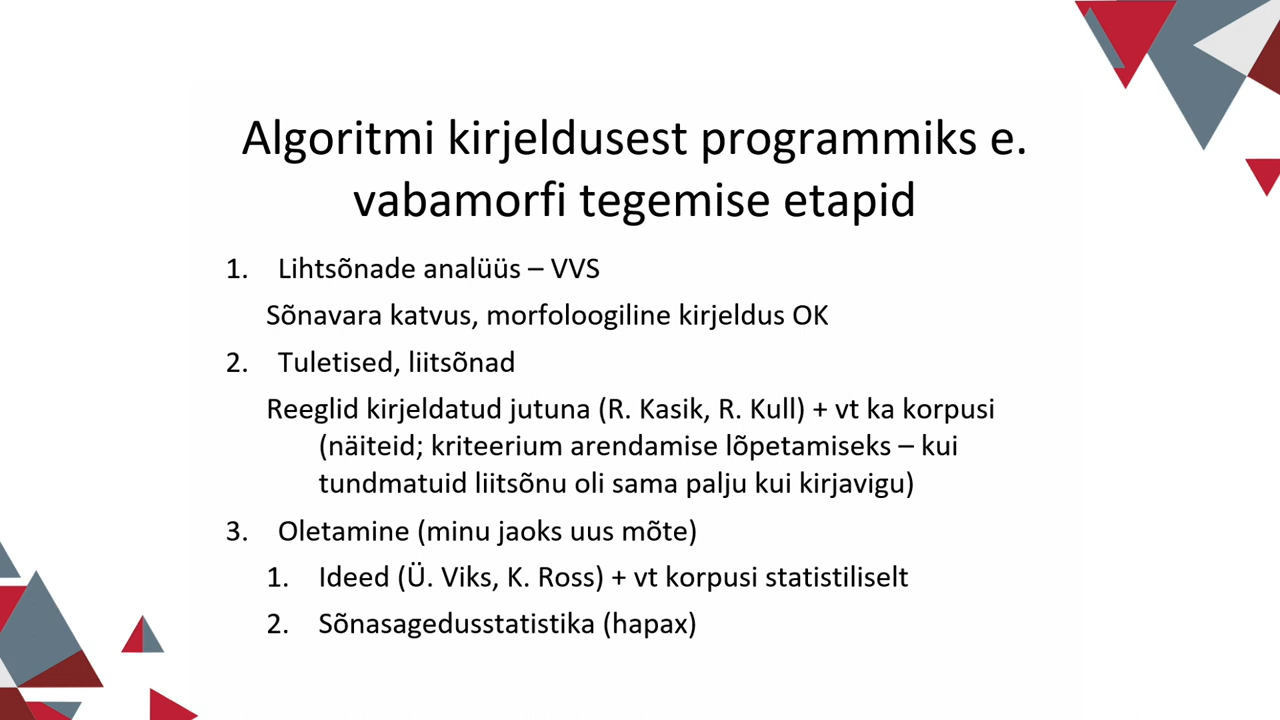 Algoritmi kirjeldusest programmiks e.
vabamorfi tegemise etapid
1. Lihtsõnade analüüs – VVS
Sõnavara katvus, morfoloogiline kirjeldus OK
2. Tuletised, liitsõnad
Reeglid kirjeldatud jutuna (R. Kasik, R. Kull) + vt ka korpusi
(näiteid; kriteerium arendamise lõpetamiseks – kui
tundmatuid liitsõnu oli sama palju kui kirjavigu)
3. Oletamine (minu jaoks uus mõte)
1. Ideed (Ü. Viks, K. Ross) + vt korpusi statistiliselt
2. Sõnasagedusstatistika (hapax)